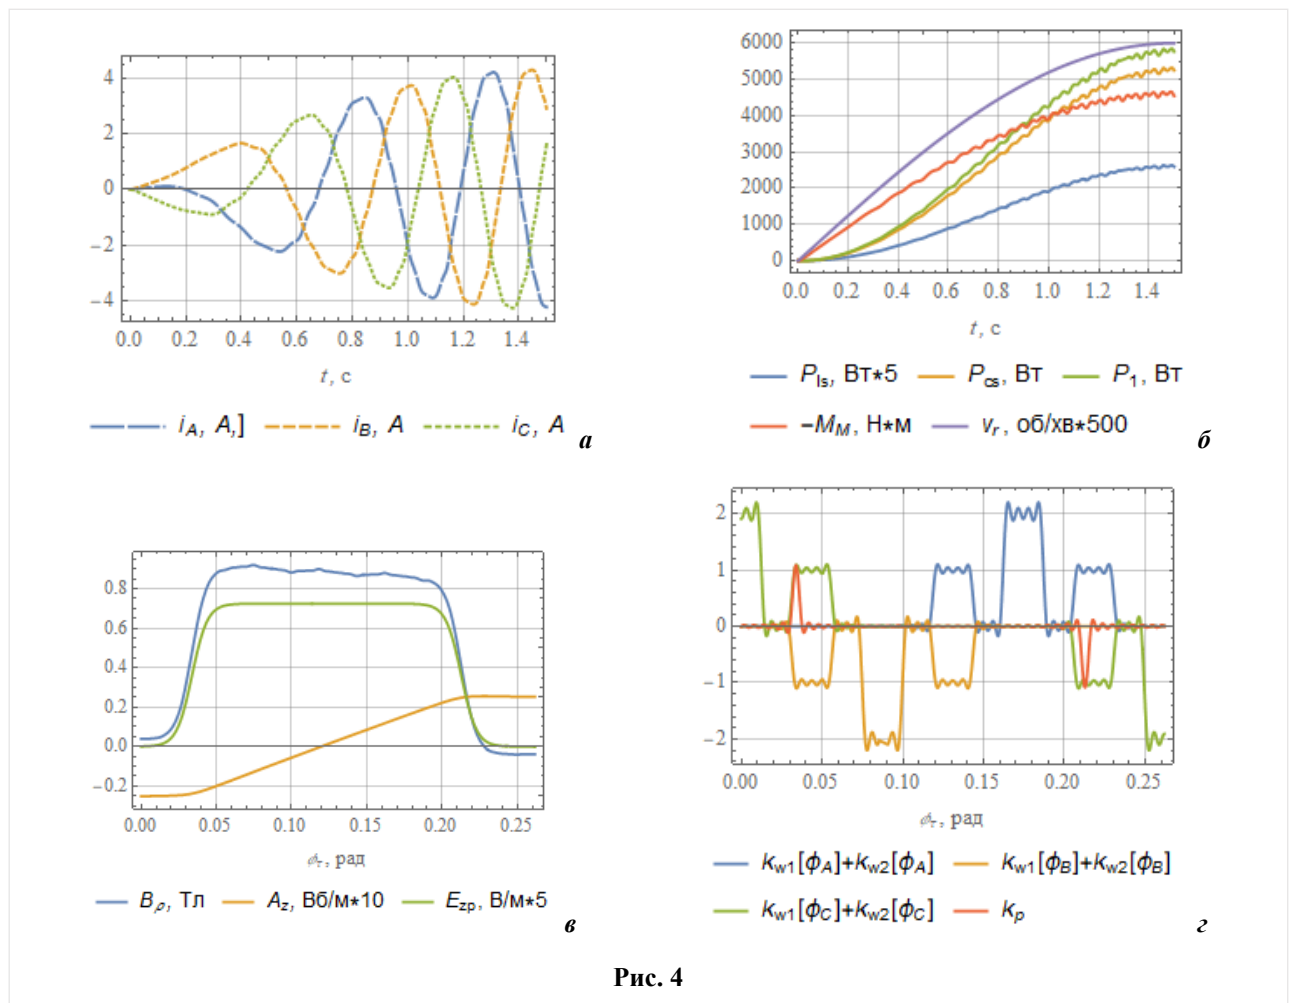 4
2
0
−2
−4
0.0 0.2 0.4 0.6 0.8 1.0 1.2 1.4
t, с
i_A, A,] i_B, A i_C, A
а
6000
5000
4000
3000
2000
1000
0
0.0 0.2 0.4 0.6 0.8 1.0 1.2 1.4
t, с
P_ls, Вт*5 P_cs, Вт P_1, Вт
−M_M, Н*м v_r, об/хв*500
б
0.8
0.6
0.4
0.2
0.0
−0.2
0.00 0.05 0.10 0.15 0.20 0.25
ϕ_τ, рад
B_ρ, Тл A_z, Вб/м*10 E_zp, В/м*5
в
2
1
0
−1
−2
0.00 0.05 0.10 0.15 0.20 0.25
ϕ_τ, рад
k_w1[ϕ_A]+k_w2[ϕ_A] k_w1[ϕ_B]+k_w2[ϕ_B]
k_w1[ϕ_C]+k_w2[ϕ_C] k_p
г
Рис. 4